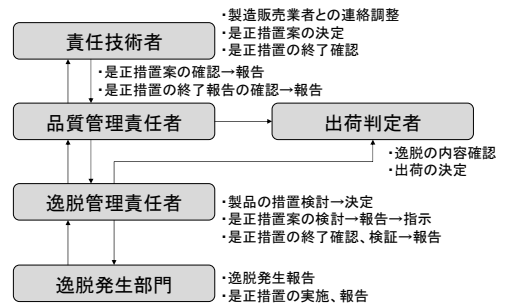 ・製造販売業者との連絡調整
責任技術者
・是正措置案の決定
・是正措置の終了確認
・是正措置案の確認→報告
・是正措置の終了報告の確認→報告
品質管理責任者
出荷判定者
・逸脱の内容確認
・出荷の決定
逸脱管理責任者
・製品の措置検討→決定
・是正措置案の検討→報告→指示
・是正措置の終了確認、検証→報告
逸脱発生部門
・逸脱発生報告
・是正措置の実施、報告